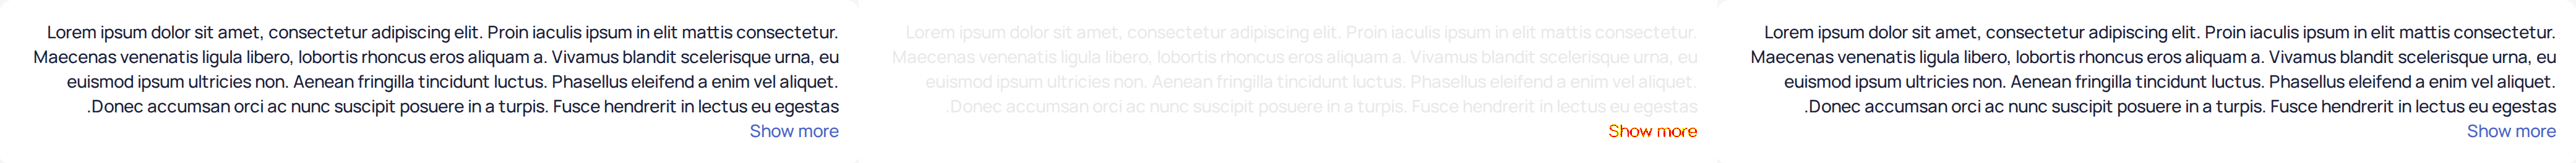 Lorem ipsum dolor sit amet, consectetur adipiscing elit. Proin iaculis ipsum in elit mattis consectetur.
Maecenas venenatis ligula libero, lobortis rhoncus eros aliquam a. Vivamus blandit scelerisque urna, eu
euismod ipsum ultricies non. Aenean fringilla tincidunt luctus. Phasellus eleifend a enim vel aliquet.
.Donec accumsan orci ac nunc suscipit posuere in a turpis. Fusce hendrerit in lectus eu egestas
Show more
Lorem ipsum dolor sit amet, consectetur adipiscing elit. Proin iaculis ipsum in elit mattis consectetur.
Maecenas venenatis ligula libero, lobortis rhoncus eros aliquam a. Vivamus blandit scelerisque urna, eu
euismod ipsum ultricies non. Aenean fringilla tincidunt luctus. Phasellus eleifend a enim vel aliquet.
.Donec accumsan orci ac nunc suscipit posuere in a turpis. Fusce hendrerit in lectus eu egestas
Show more
Lorem ipsum dolor sit amet, consectetur adipiscing elit. Proin iaculis ipsum in elit mattis consectetur.
Maecenas venenatis ligula libero, lobortis rhoncus eros aliquam a. Vivamus blandit scelerisque urna, eu
euismod ipsum ultricies non. Aenean fringilla tincidunt luctus. Phasellus eleifend a enim vel aliquet.
.Donec accumsan orci ac nunc suscipit posuere in a turpis. Fusce hendrerit in lectus eu egestas
Show more